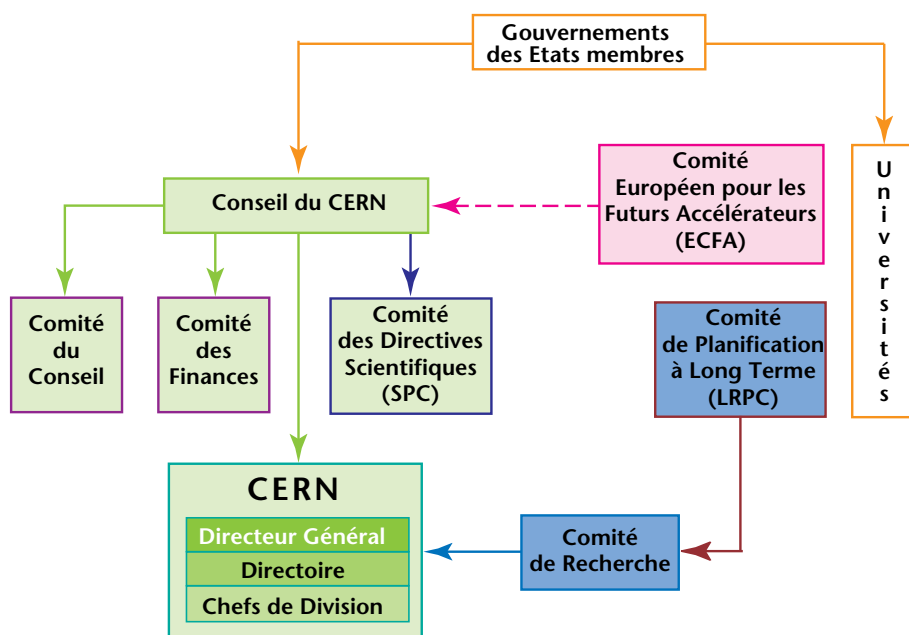 Gouvernements
des Etats membres
Conseil du CERN
Comité
Européen pour les
Futurs Accélérateurs
(ECFA)
Universités
Comité
du
Conseil
Comité
des
Finances
Comité
des Directives
Scientifiques
(SPC)
Comité
de Planification
à Long Terme
(LRPC)
CERN
Directeur Général
Directoire
Chefs de Division
Comité
de Recherche